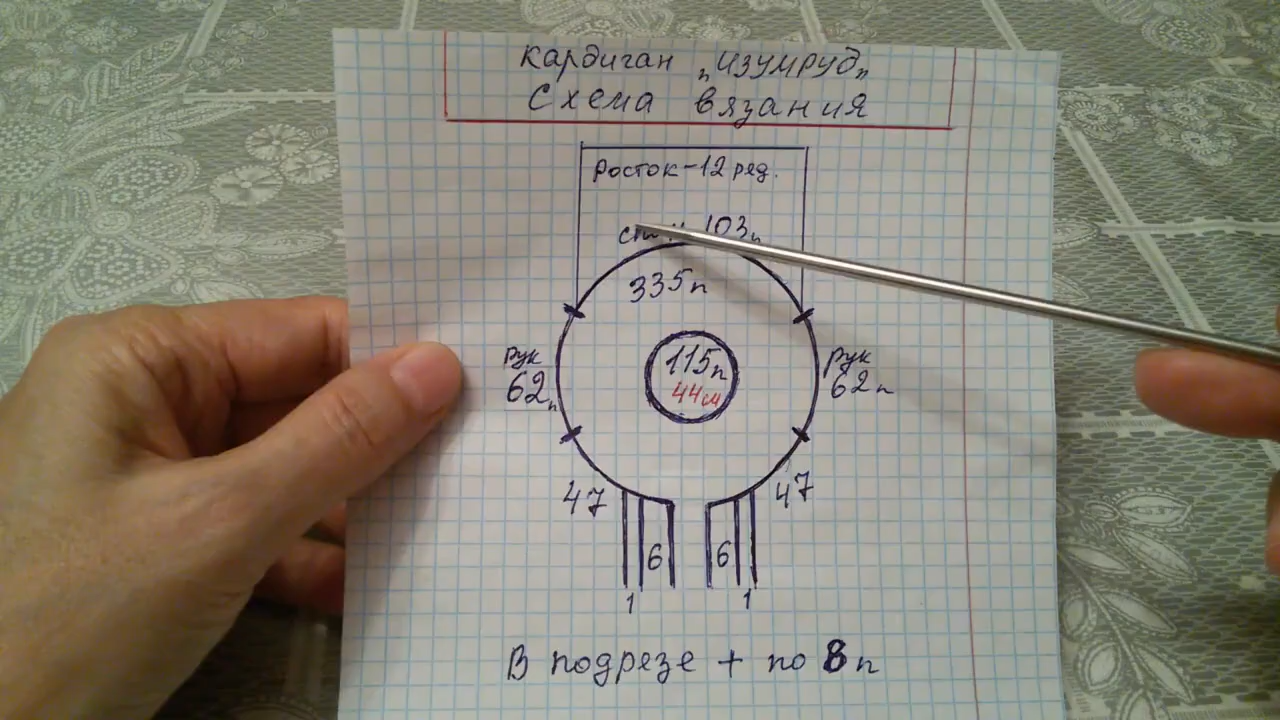 кардиган "ИЗУМРУД"
Схема вязания
Росток-12 ряд.
103п
335п
Рук
62п
115п
44см
Рук
62п
47
47
6
6
1
1
В подрезе + по 8п